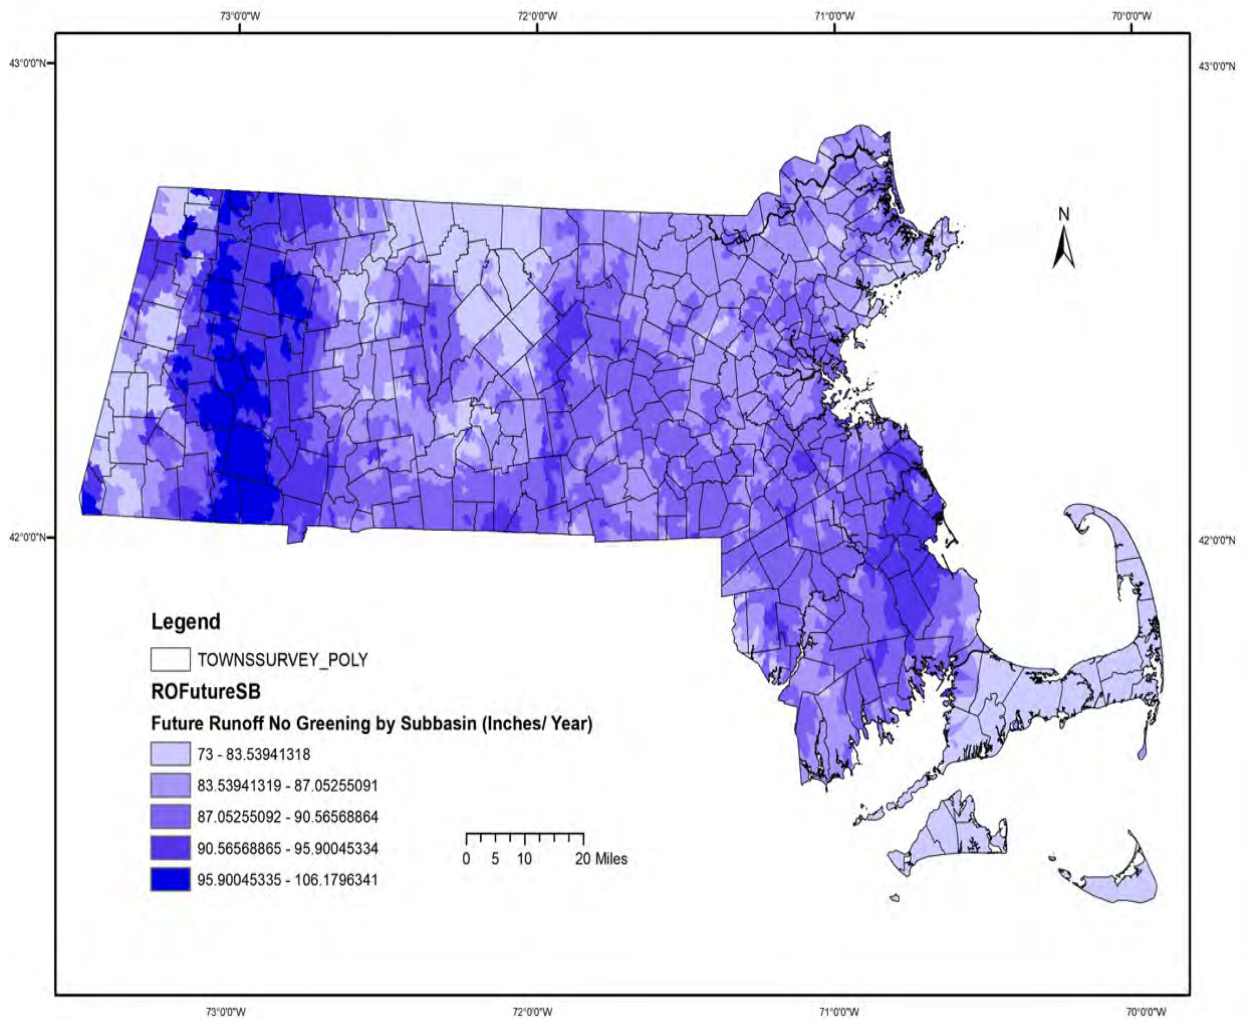 73°0'0"W 72°0'0"W 71°0'0"W 70°0'0"W
43°0'0"N 43°0'0"N
N
42°0'0"N 42°0'0"N
Legend
TOWNSSURVEY_POLY
ROFutureSB
Future Runoff No Greening by Subbasin (Inches/ Year)
73 - 83.53941318
83.53941319 - 87.05255091
87.05255092 - 90.56568864
90.56568865 - 95.90045334
95.90045335 - 106.1796341
0 5 10 20 Miles
73°0'0"W 72°0'0"W 71°0'0"W 70°0'0"W